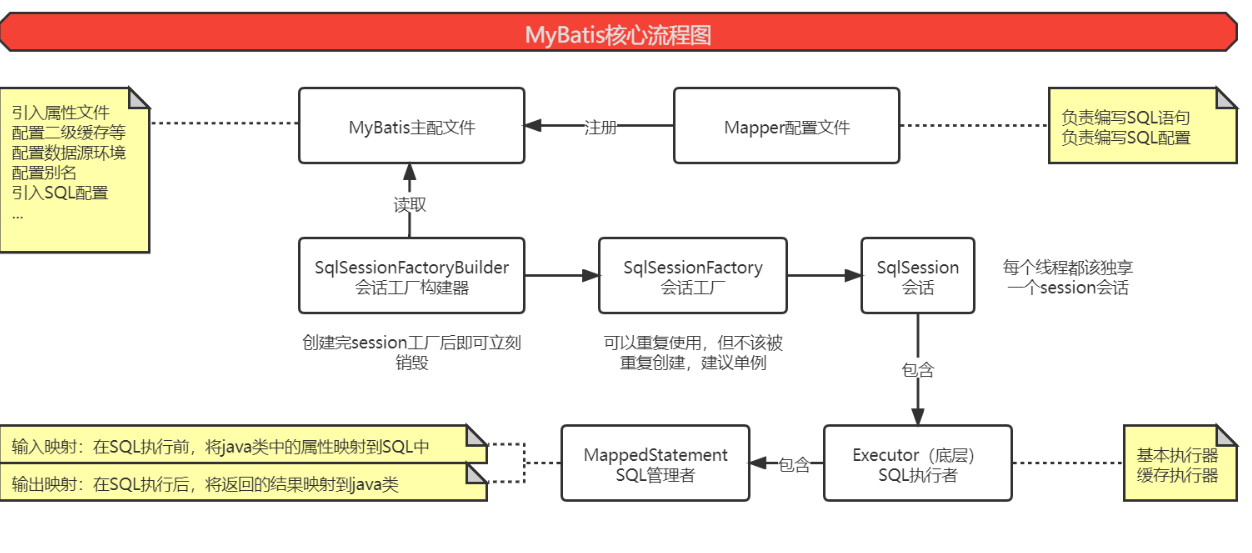 MyBatis核心流程图
引入属性文件
配置二级缓存等
配置数据源环境
配置别名
引入SQL配置
...
MyBatis主配文件
注册
Mapper配置文件
负责编写SQL语句
负责编写SQL配置
读取
SqlSessionFactoryBuilder
会话工厂构建器
SqlSessionFactory
会话工厂
SqlSession
会话
每个线程都该独享
一个session会话
创建完session工厂后即可立刻
销毁
可以重复使用，但不该被
重复创建，建议单例
包含
输入映射：在SQL执行前，将java类中的属性映射到SQL中
输出映射：在SQL执行后，将返回的结果映射到java类
MappedStatement
SQL管理者
包含
Executor（底层）
SQL执行者
基本执行器
缓存执行器